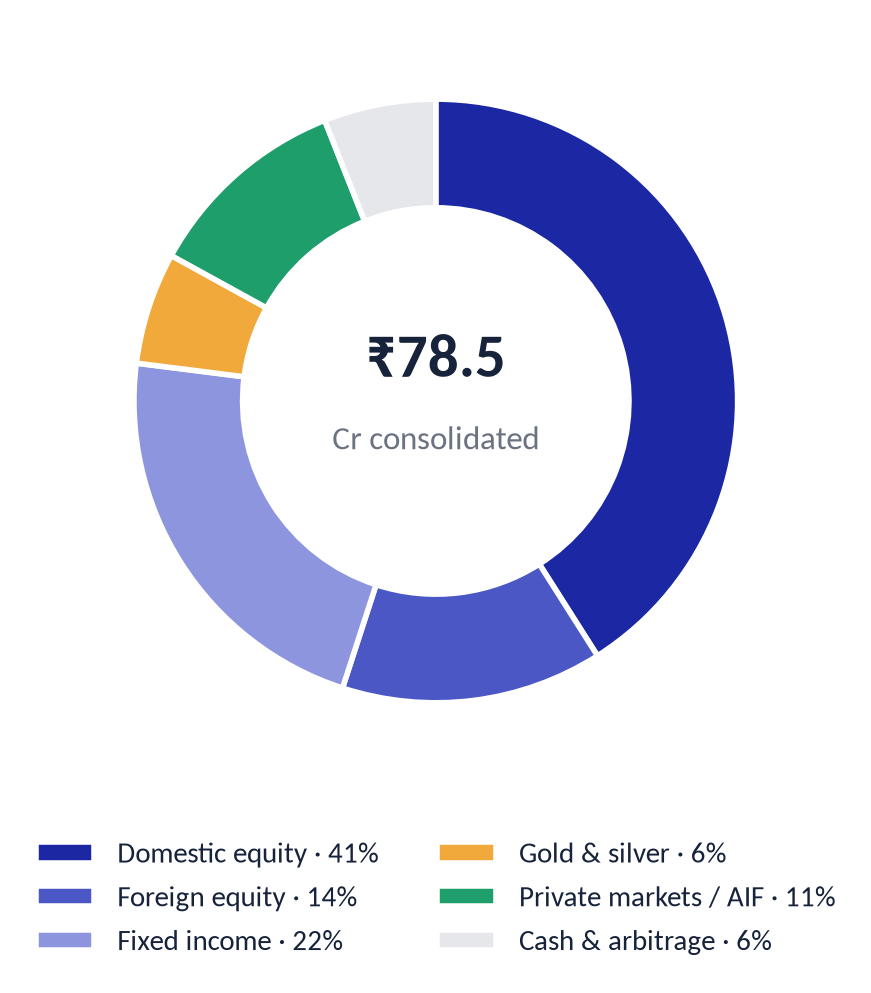 ₹78.5
Cr consolidated
Domestic equity · 41%
Foreign equity · 14%
Fixed income · 22%
Gold & silver · 6%
Private markets / AIF · 11%
Cash & arbitrage · 6%